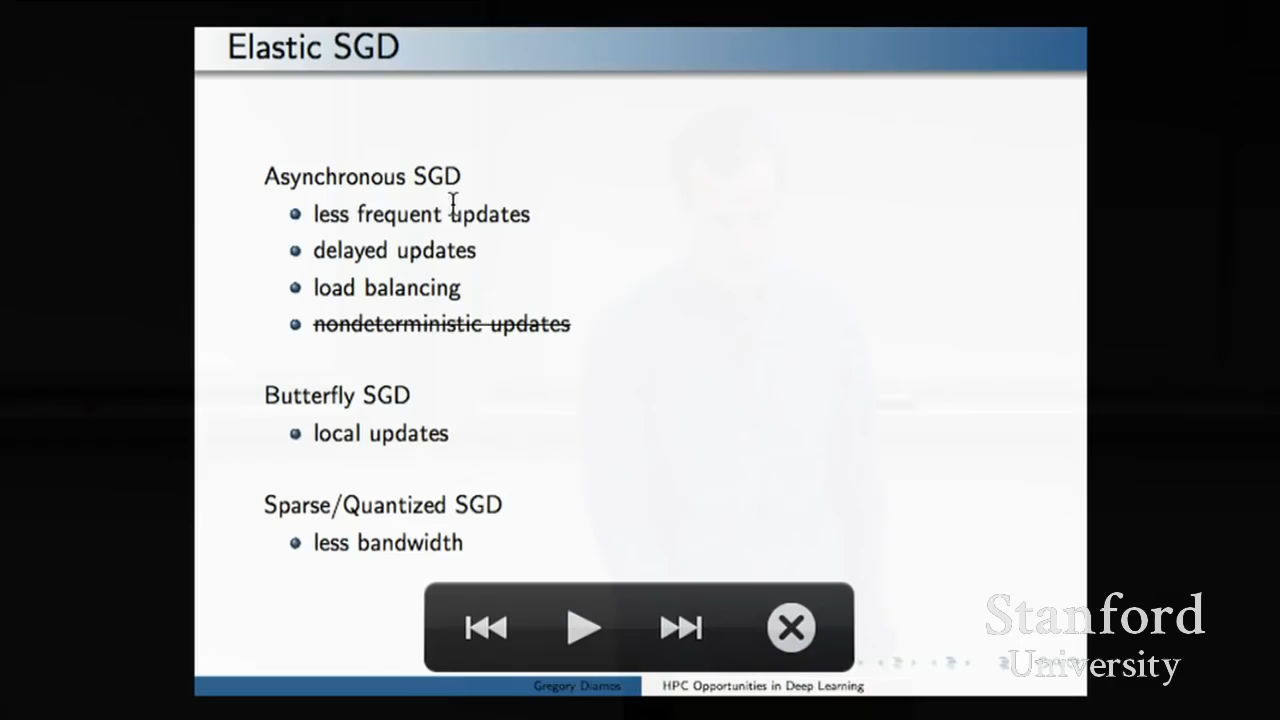 Elastic SGD
Asynchronous SGD
less frequent updates
delayed updates
load balancing
nondeterministic updates
Butterfly SGD
local updates
Sparse/Quantized SGD
less bandwidth
Stanford
University
Gregory Diamos
HPC Opportunities in Deep Learning